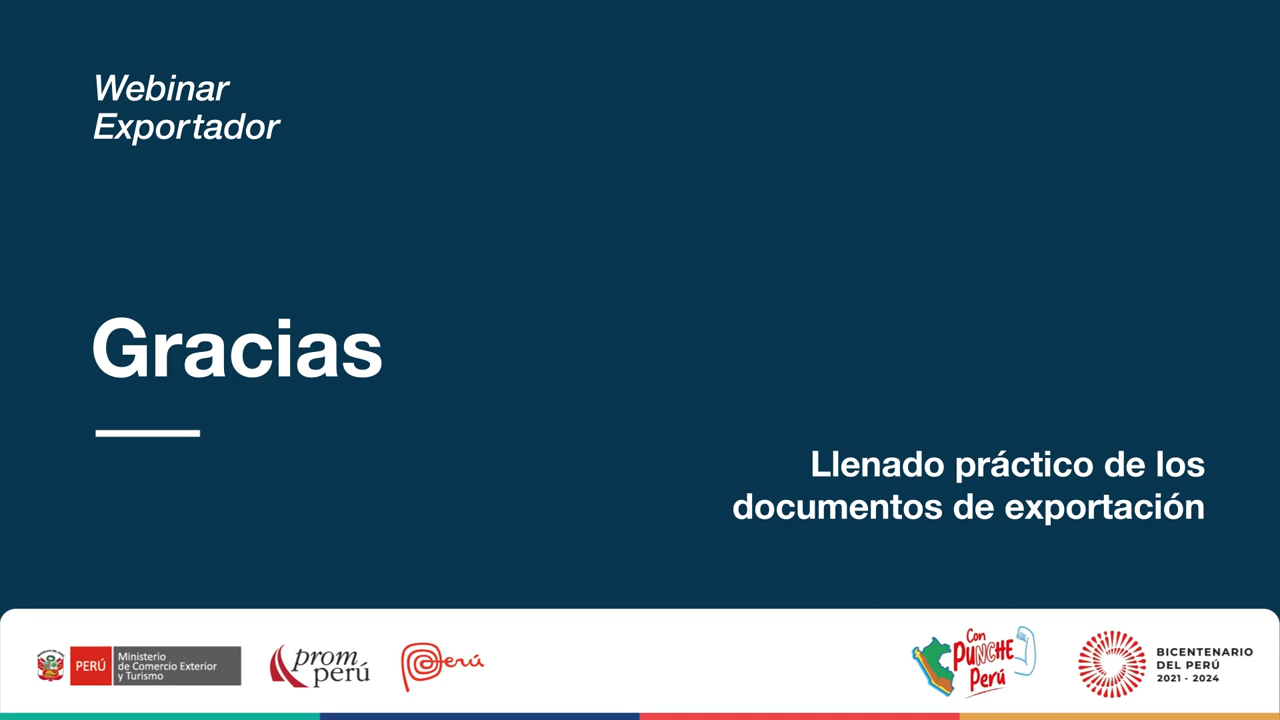 Webinar
Exportador
Gracias
Llenado práctico de los
documentos de exportación
PERÚ
Ministerio
de Comercio Exterior
y Turismo
prom
perú
Perú
Con
PUNCHE
Perú
BICENTENARIO
DEL PERÚ
2021 - 2024